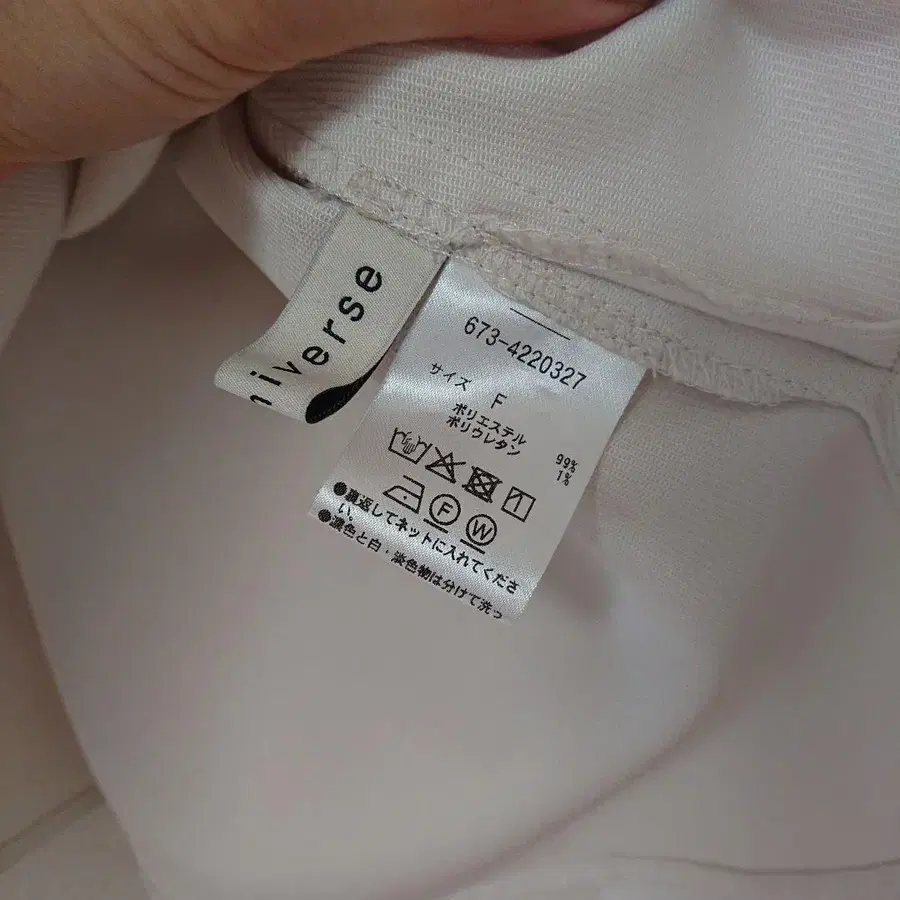 niverse
673-4220327
サイズ F
ポリエステル 99%
ポリウレタン 1%
F W
●裏返してネットに入れてくださ
い。
●濃色と白・淡色物は分けて洗っ